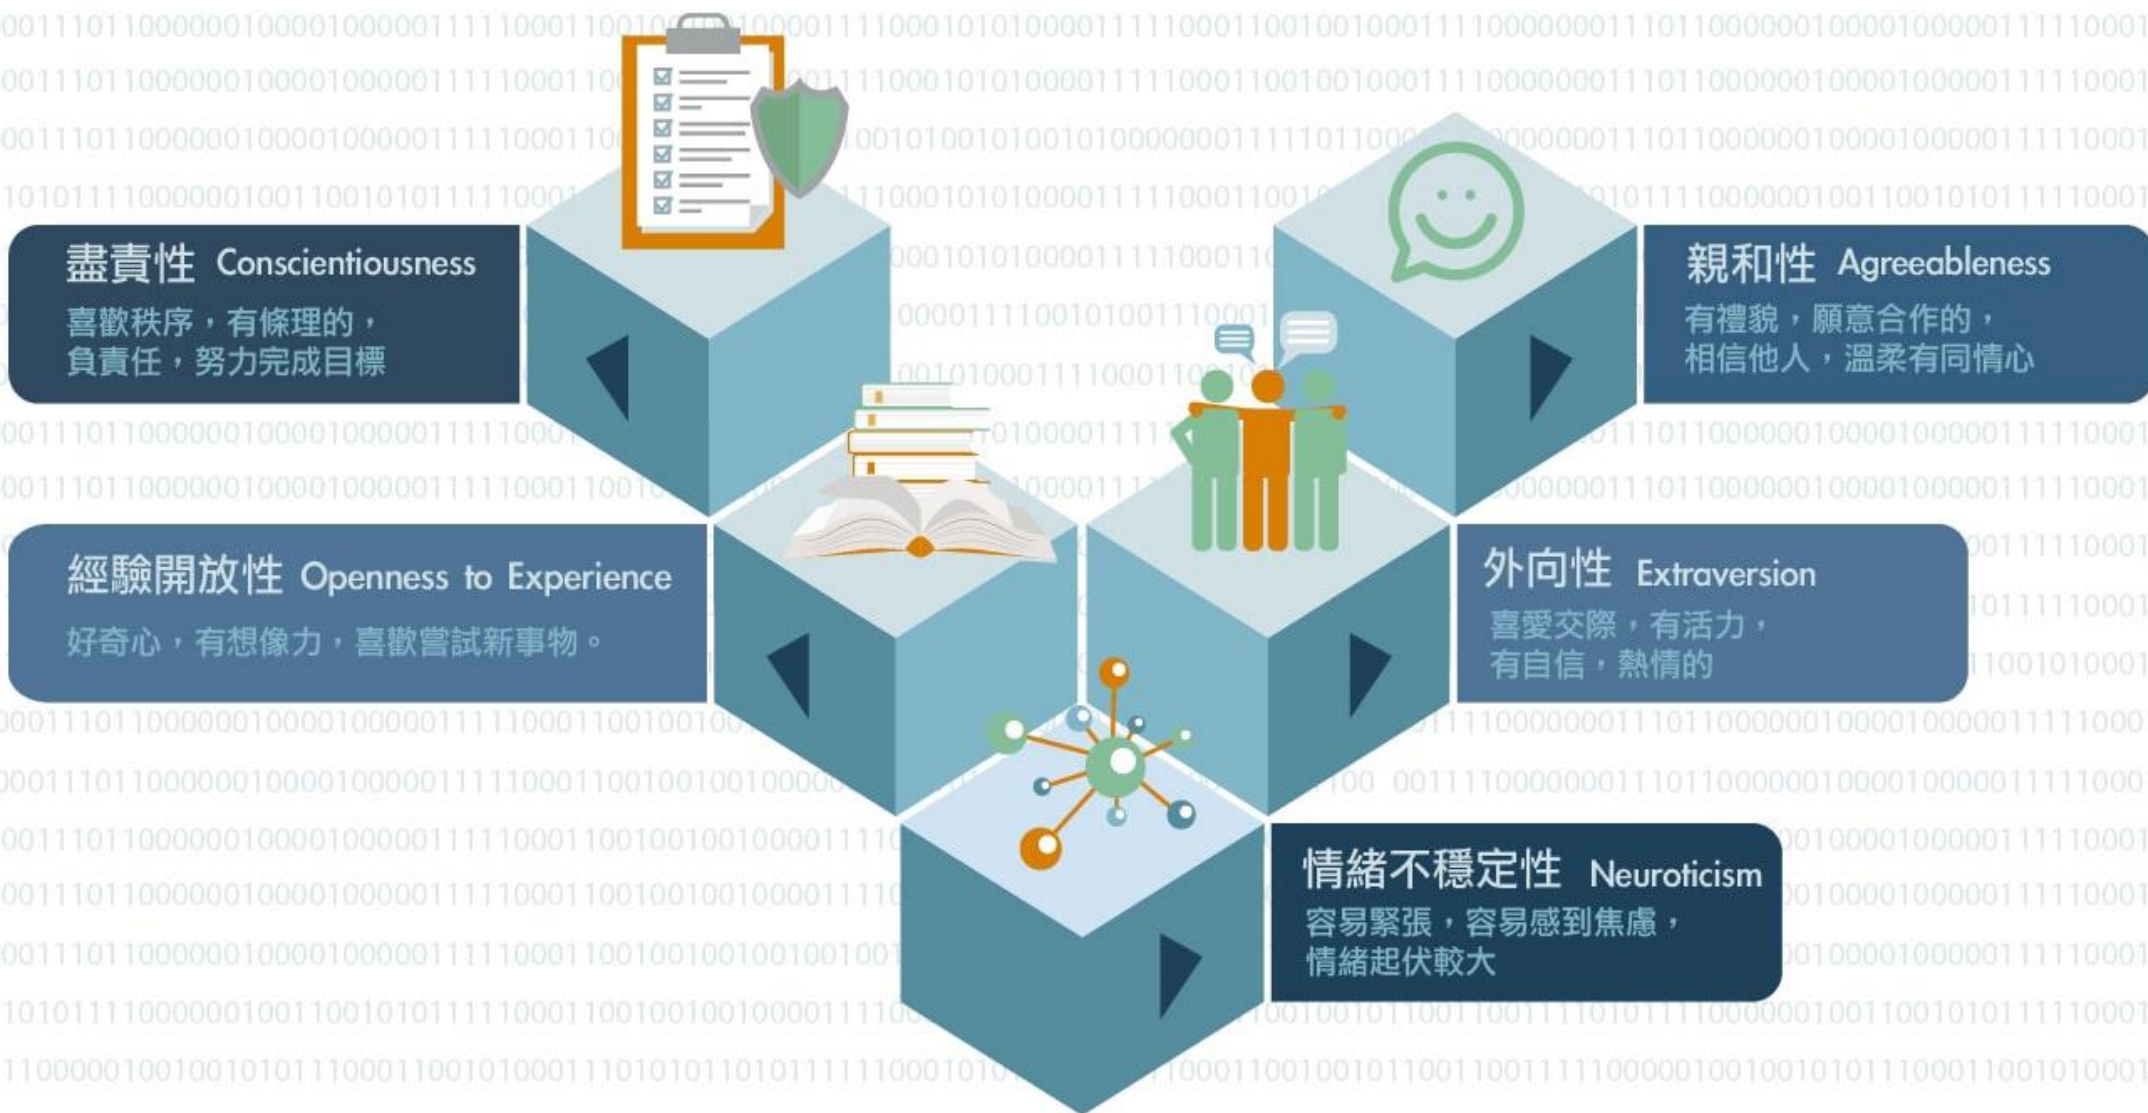 盡責性 Conscientiousness
喜歡秩序，有條理的，
負責任，努力完成目標
親和性 Agreeableness
有禮貌，願意合作的，
相信他人，溫柔有同情心
經驗開放性 Openness to Experience
好奇心，有想像力，喜歡嘗試新事物。
外向性 Extraversion
喜愛交際，有活力，
有自信，熱情的
情緒不穩定性 Neuroticism
容易緊張，容易感到焦慮，
情緒起伏較大